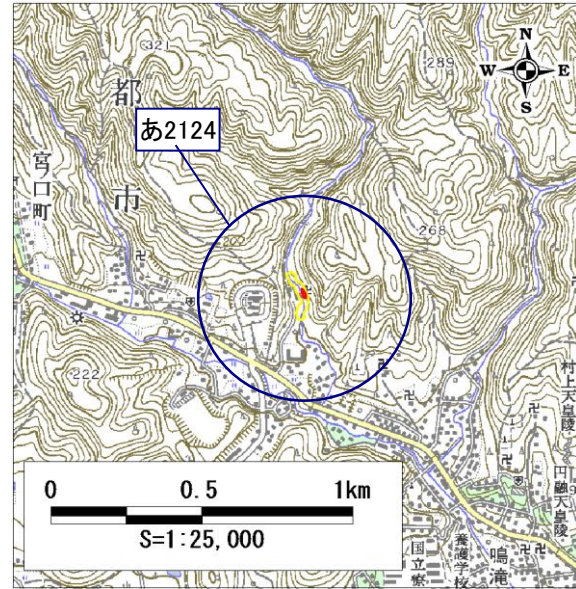 321
289
N
W E
S
都
市
あ2124
宮口町
268
222
村上天皇陵
円融天皇陵
0 0.5 1km
S=1:25,000
国立療
養護学校
鳴滝